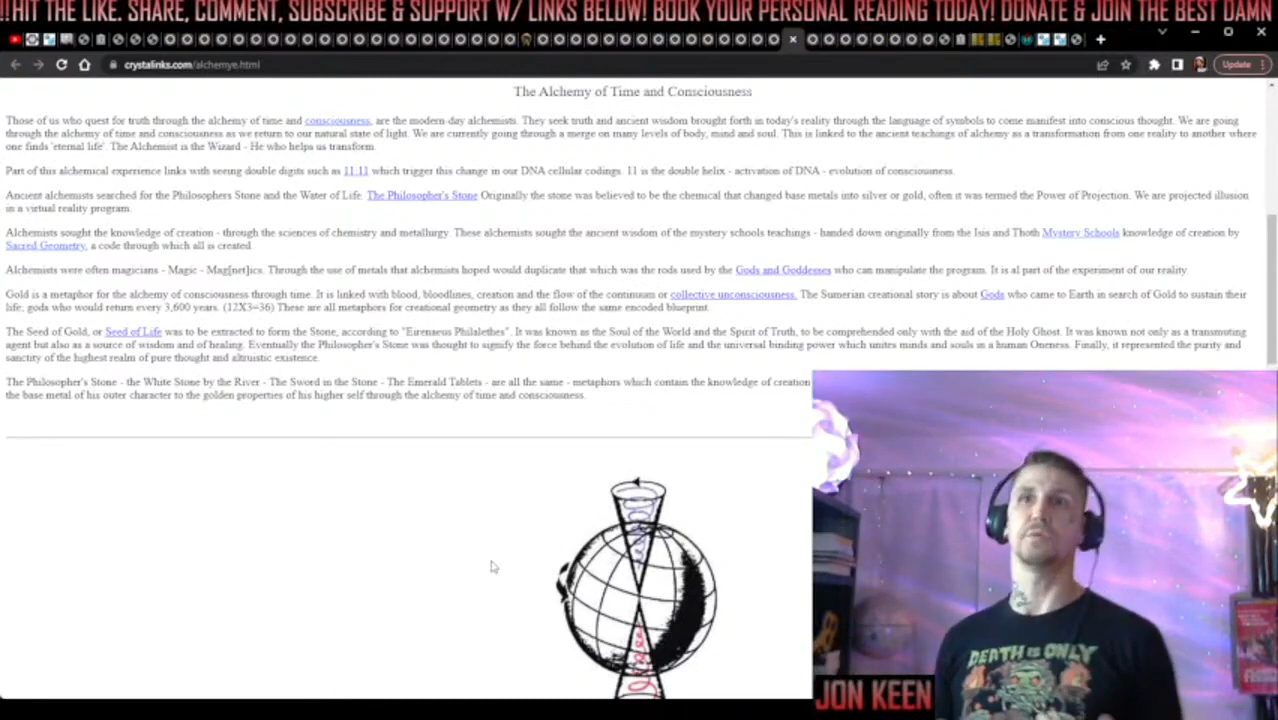 !!HIT THE LIKE. SHARE, COMMENT, SUBSCRIBE & SUPPORT W/ LINKS BELOW! BOOK YOUR PERSONAL READING TODAY! DONATE & JOIN THE BEST DAMN
crystalinks.com/alchemye.html
Update
The Alchemy of Time and Consciousness
Those of us who quest for truth through the alchemy of time and consciousness, are the modern-day alchemists. They seek truth and ancient wisdom brought forth in today's reality through the language of symbols to come manifest into conscious thought. We are going
through the alchemy of time and consciousness as we return to our natural state of light. We are currently going through a merge on many levels of body, mind and soul. This is linked to the ancient teachings of alchemy as a transformation from one reality to another where
one finds 'eternal life'. The Alchemist is the Wizard - He who helps us transform.
Part of this alchemical experience links with seeing double digits such as 11:11 which trigger this change in our DNA cellular codings. 11 is the double helix - activation of DNA - evolution of consciousness.
Ancient alchemists searched for the Philosophers Stone and the Water of Life. The Philosopher's Stone Originally the stone was believed to be the chemical that changed base metals into silver or gold, often it was termed the Power of Projection. We are projected illusion
in a virtual reality program.
Alchemists sought the knowledge of creation - through the sciences of chemistry and metallurgy. These alchemists sought the ancient wisdom of the mystery schools teachings - handed down originally from the Isis and Thoth Mystery Schools knowledge of creation by
Sacred Geometry, a code through which all is created.
Alchemists were often magicians - Magic - Mag[net]ics. Through the use of metals that alchemists hoped would duplicate that which was the rods used by the Gods and Goddesses who can manipulate the program. It is al part of the experiment of our reality.
Gold is a metaphor for the alchemy of consciousness through time. It is linked with blood, bloodlines, creation and the flow of the continuum or collective unconsciousness. The Sumerian creational story is about Gods who came to Earth in search of Gold to sustain their
life; gods who would return every 3,600 years. (12X3=36) These are all metaphors for creational geometry as they all follow the same encoded blueprint.
The Seed of Gold, or Seed of Life was to be extracted to form the Stone, according to "Eurenaeus Philalethes". It was known as the Soul of the World and the Spirit of Truth, to be comprehended only with the aid of the Holy Ghost. It was known not only as a transmuting
agent but also as a source of wisdom and of healing. Eventually the Philosopher's Stone was thought to signify the force behind the evolution of life and the universal binding power which unites minds and souls in a human Oneness. Finally, it represented the purity and
sanctity of the highest realm of pure thought and altruistic existence.
The Philosopher's Stone - the White Stone by the River - The Sword in the Stone - The Emerald Tablets - are all the same - metaphors which contain the knowledge of creation
the base metal of his outer character to the golden properties of his higher self through the alchemy of time and consciousness.
DEATH IS ONLY
JON KEEN